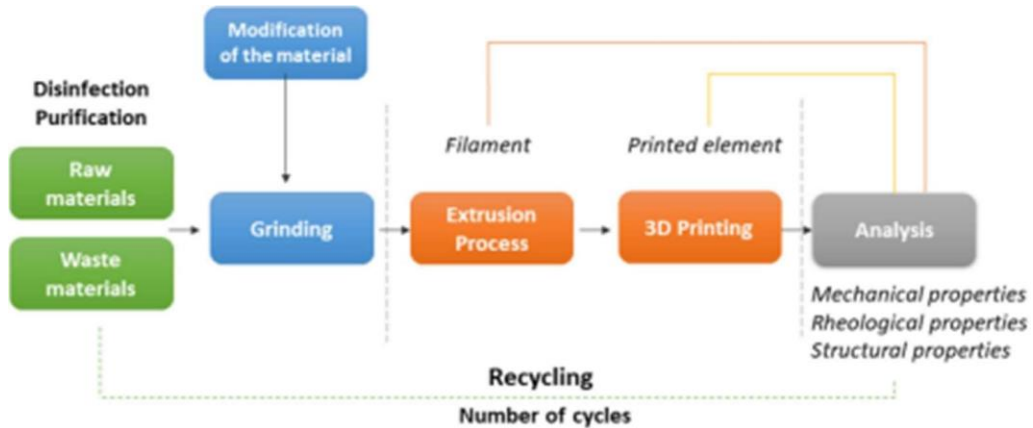 Modification
of the material
Disinfection
Purification
Filament
Printed element
Raw
materials
Grinding
Extrusion
Process
3D Printing
Analysis
Waste
materials
Mechanical properties
Rheological properties
Structural properties
Recycling
Number of cycles